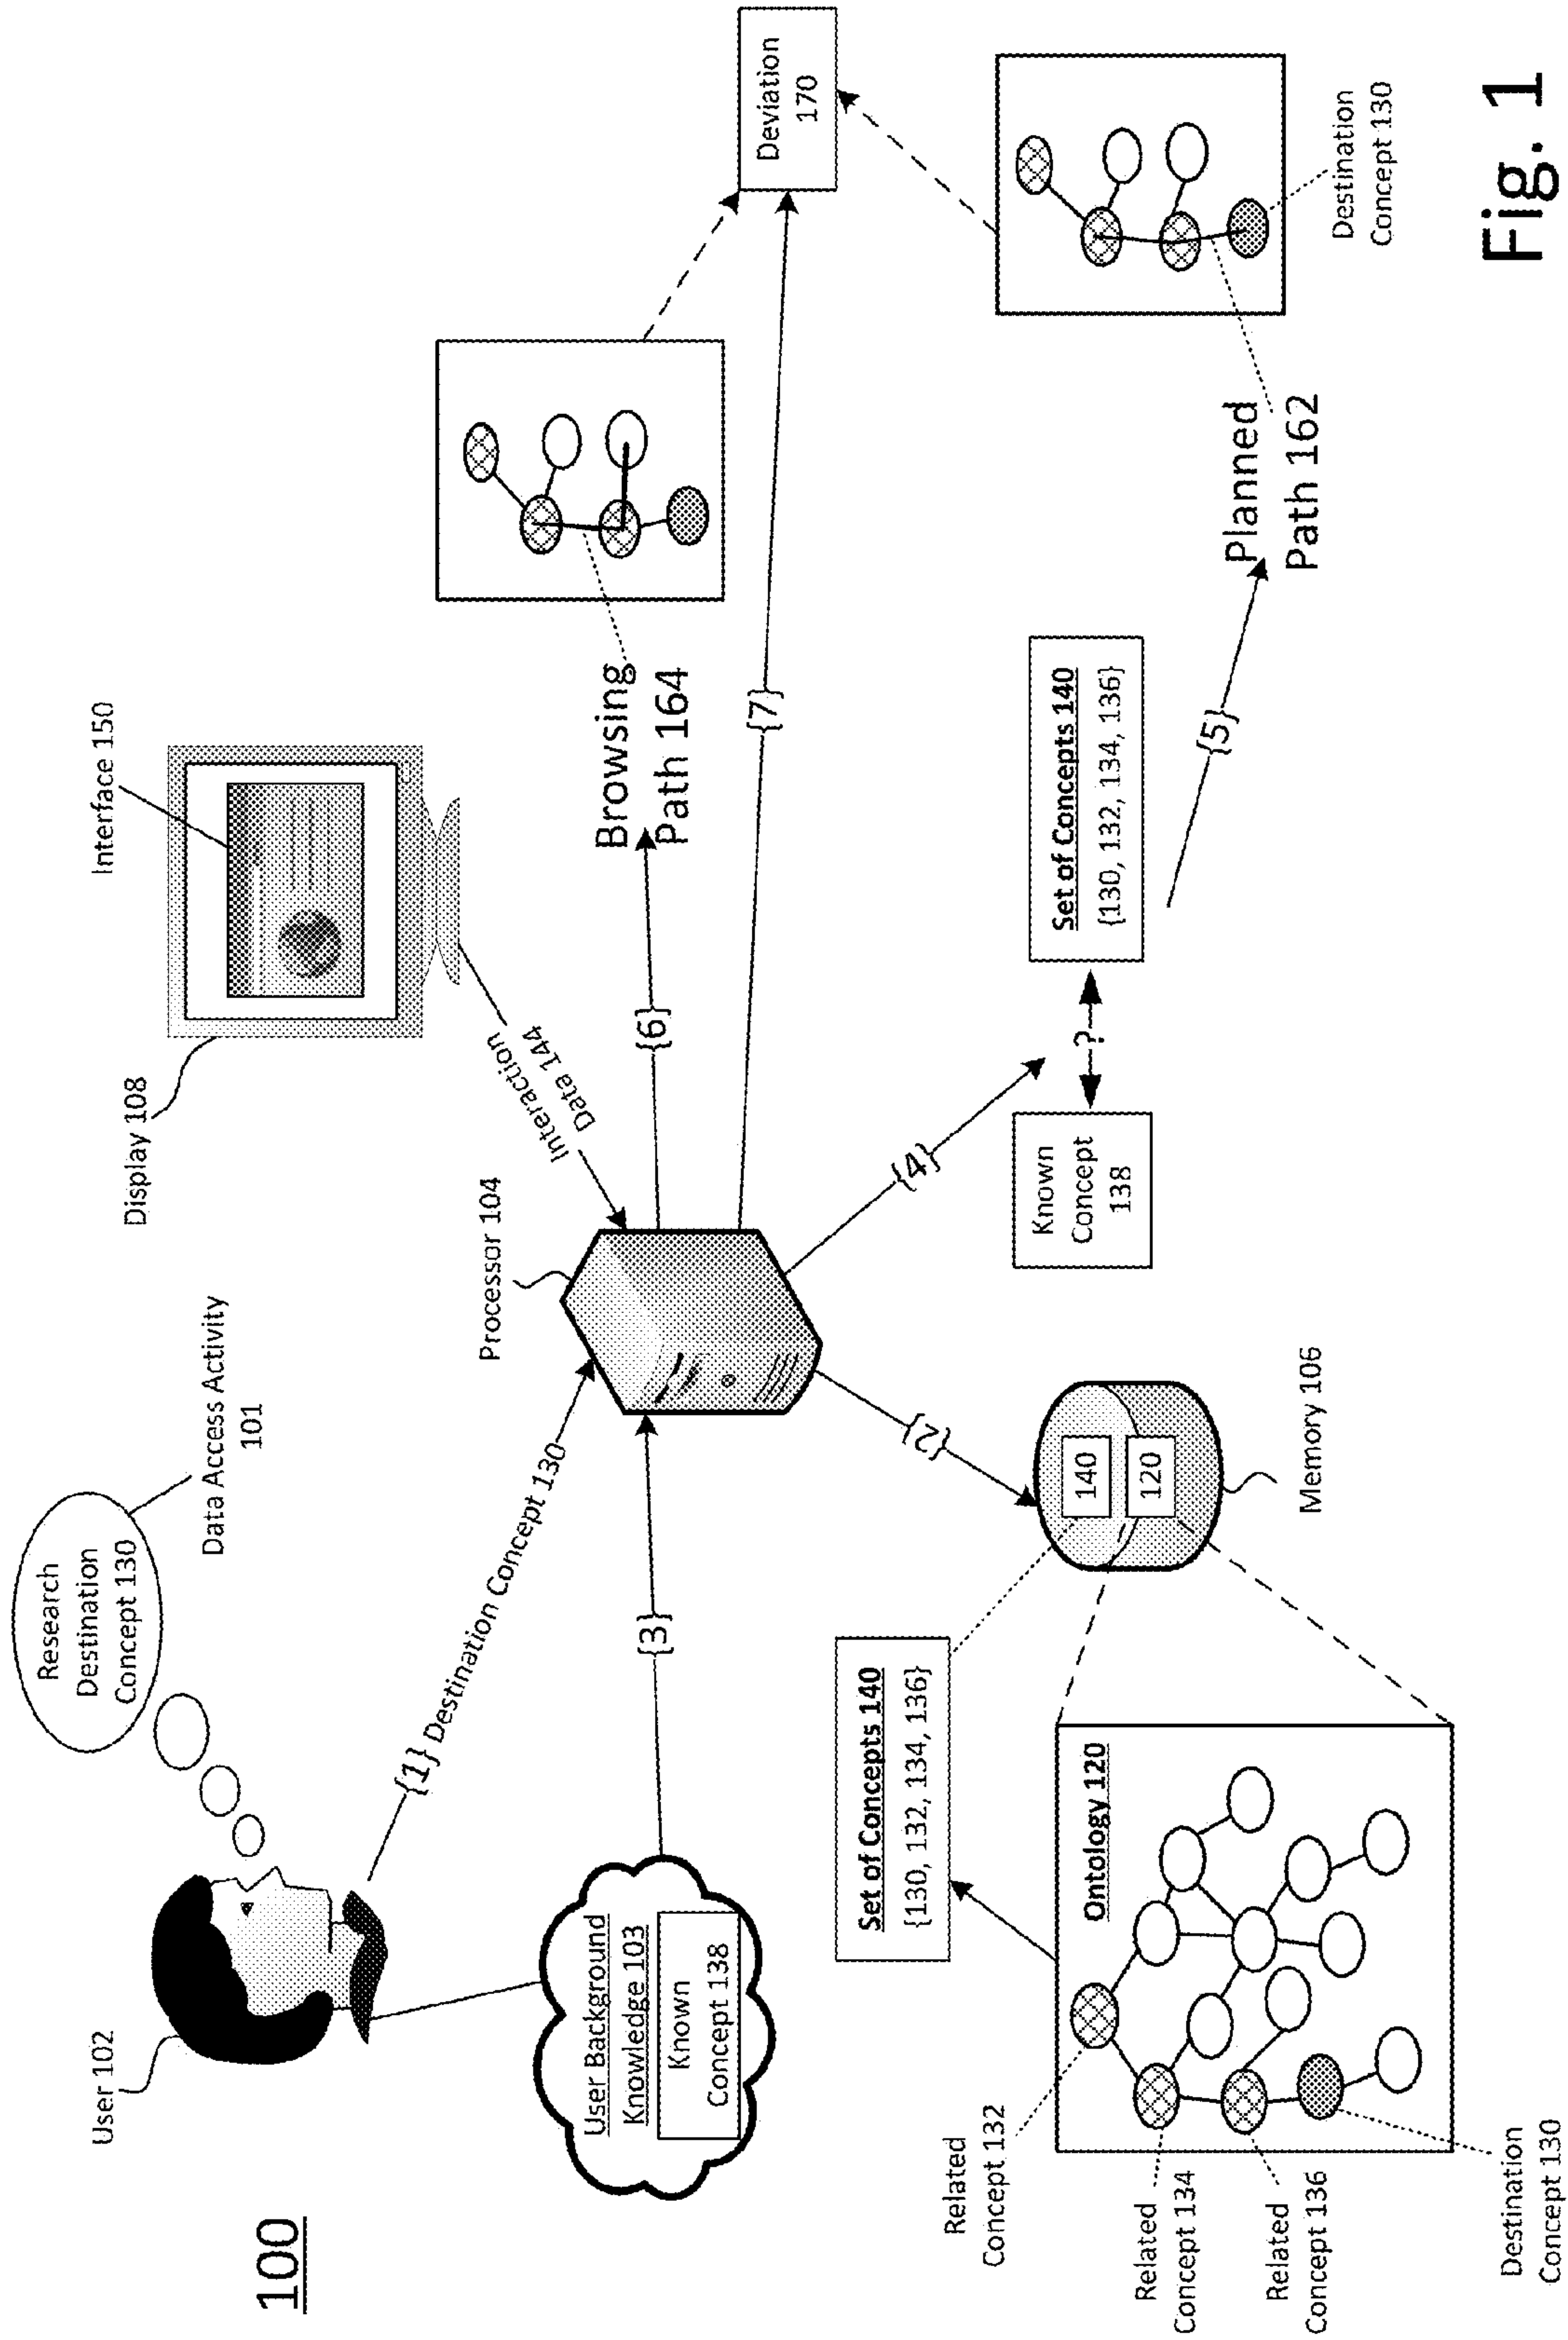 100
User 102
Research
Destination
Concept 130
Data Access Activity
101
Display 108
Interface 150
{1} Destination Concept 130
Processor 104
Interaction
Data 144
User Background
Knowledge 103
Known
Concept 138
{3}
{6}
Browsing
Path 164
{7}
Deviation
170
{2}
{4}
Set of Concepts 140
{130, 132, 134, 136}
140
120
Memory 106
Known
Concept
138
?
Set of Concepts 140
{130, 132, 134, 136}
{5}
Planned
Path 162
Destination
Concept 130
Ontology 120
Related
Concept 132
Related
Concept 134
Related
Concept 136
Destination
Concept 130
Fig. 1